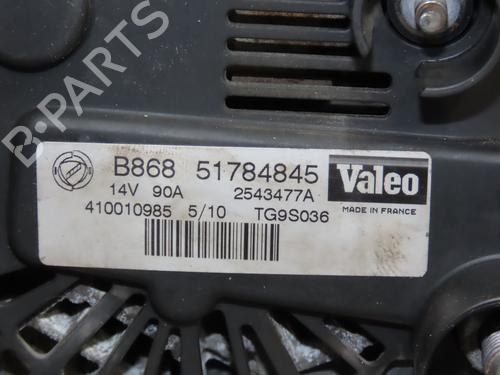 B-PARTS
B868 51784845 Valeo
14V 90A 2543477A
MADE IN FRANCE
410010985 5/10 TG9S036